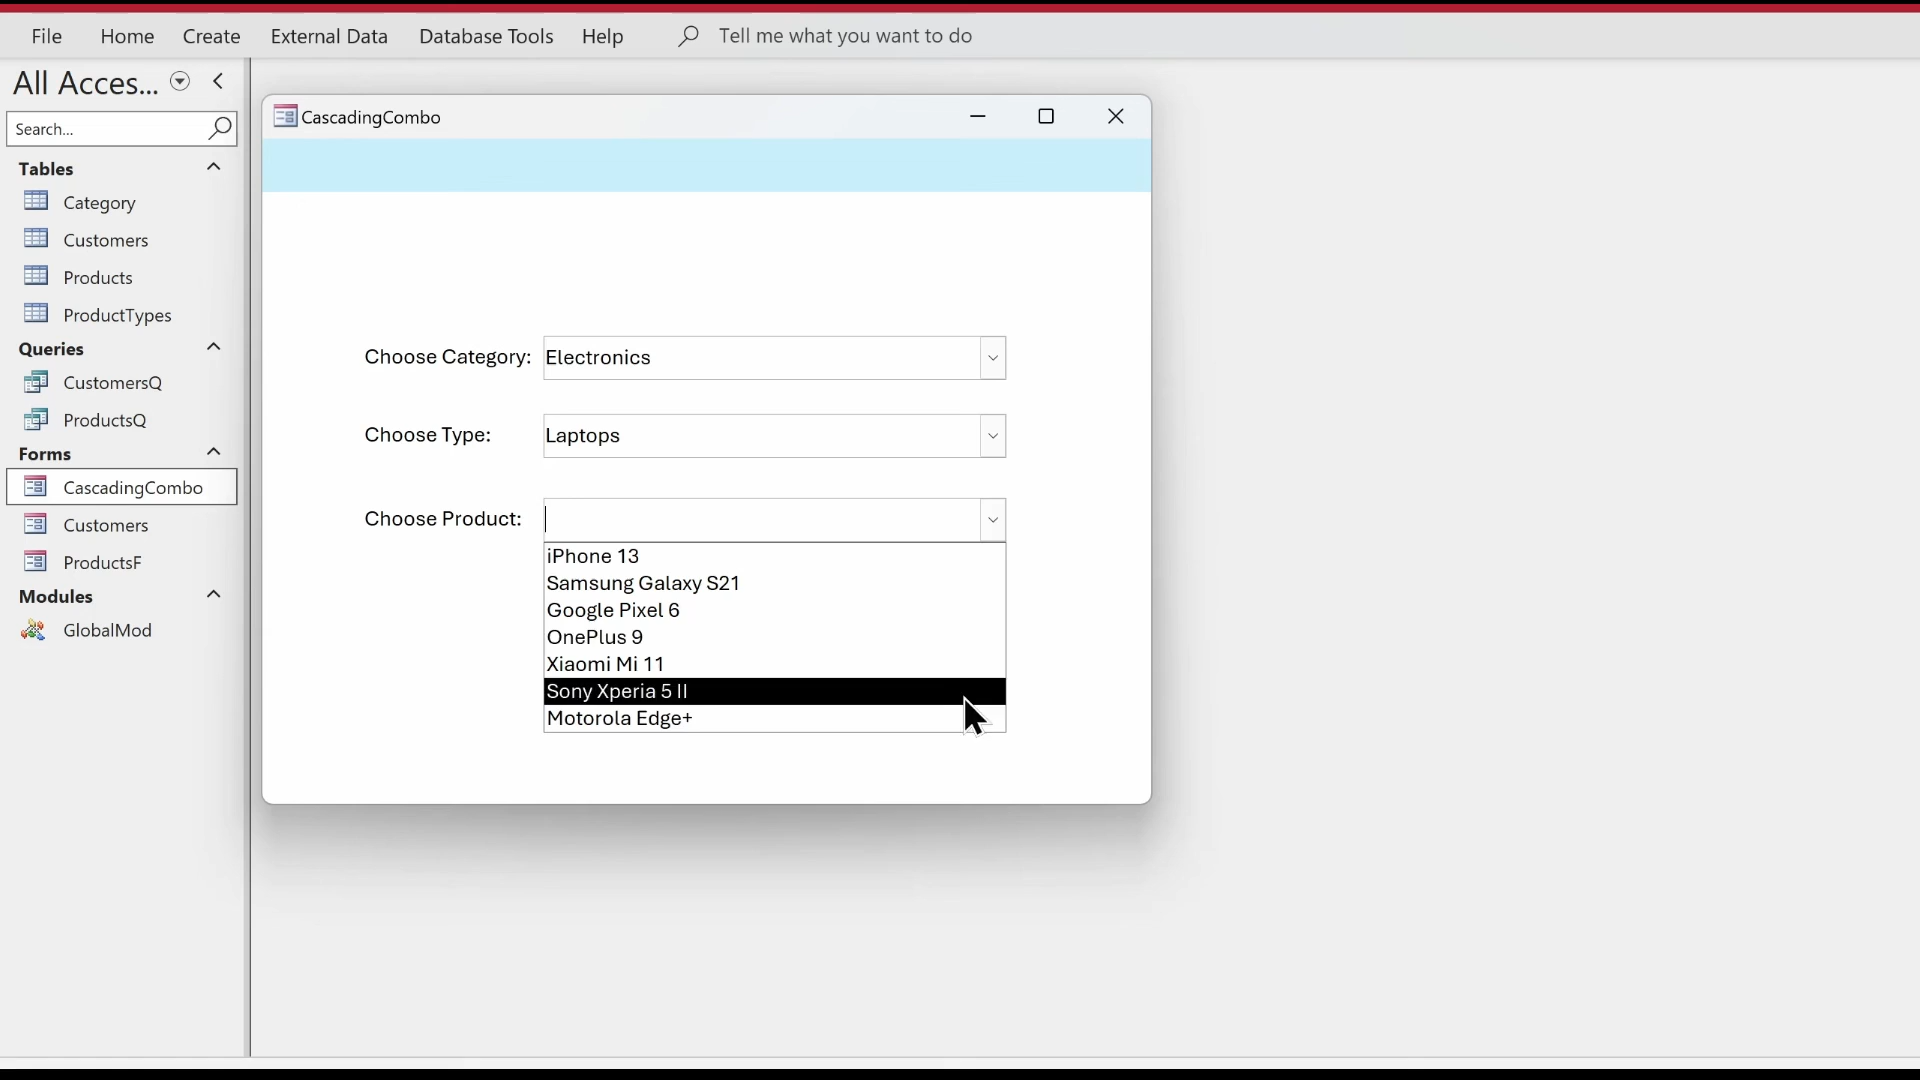 File Home Create External Data Database Tools Help Tell me what you want to do
All Acces...
Search...
Tables
Category
Customers
Products
ProductTypes
Queries
CustomersQ
ProductsQ
Forms
CascadingCombo
Customers
ProductsF
Modules
GlobalMod
CascadingCombo
Choose Category: Electronics
Choose Type: Laptops
Choose Product:
iPhone 13
Samsung Galaxy S21
Google Pixel 6
OnePlus 9
Xiaomi Mi 11
Sony Xperia 5 II
Motorola Edge+